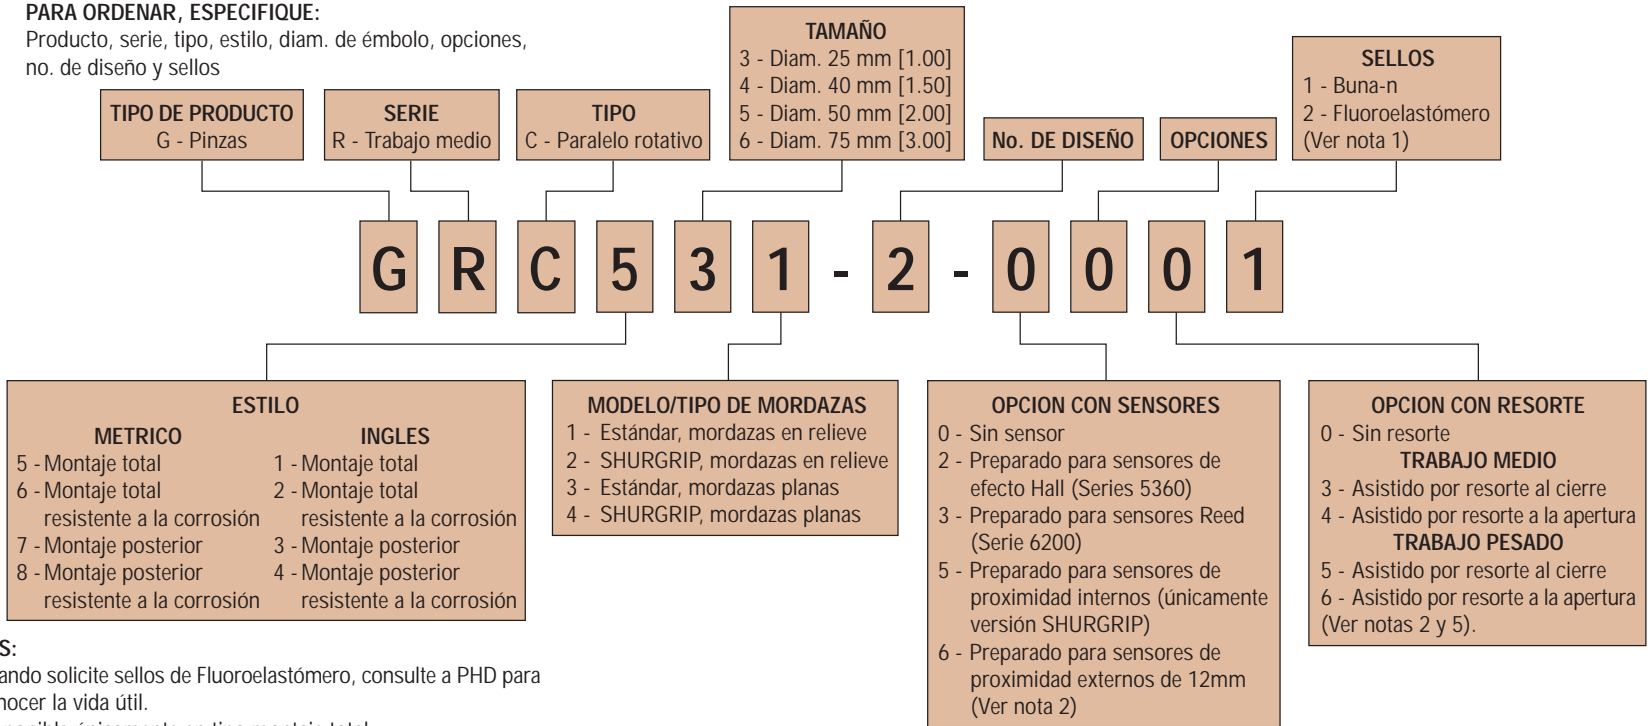 PARA ORDENAR, ESPECIFIQUE:
Producto, serie, tipo, estilo, diam. de émbolo, opciones,
no. de diseño y sellos
TIPO DE PRODUCTO
G - Pinzas
SERIE
R - Trabajo medio
TIPO
C - Paralelo rotativo
TAMAÑO
3 - Diam. 25 mm [1.00]
4 - Diam. 40 mm [1.50]
5 - Diam. 50 mm [2.00]
6 - Diam. 75 mm [3.00]
No. DE DISEÑO
OPCIONES
SELLOS
1 - Buna-n
2 - Fluoroelastómero
(Ver nota 1)
G R C 5 3 1 - 2 - 0 0 0 1
ESTILO
METRICO
5 - Montaje total
6 - Montaje total
resistente a la corrosión
7 - Montaje posterior
8 - Montaje posterior
resistente a la corrosión
INGLES
1 - Montaje total
2 - Montaje total
resistente a la corrosión
3 - Montaje posterior
4 - Montaje posterior
resistente a la corrosión
MODELO/TIPO DE MORDAZAS
1 - Estándar, mordazas en relieve
2 - SHURGRIP, mordazas en relieve
3 - Estándar, mordazas planas
4 - SHURGRIP, mordazas planas
OPCION CON SENSORES
0 - Sin sensor
2 - Preparado para sensores de
efecto Hall (Series 5360)
3 - Preparado para sensores Reed
(Serie 6200)
5 - Preparado para sensores de
proximidad internos (únicamente
versión SHURGRIP)
6 - Preparado para sensores de
proximidad externos de 12mm
(Ver nota 2)
OPCION CON RESORTE
0 - Sin resorte
TRABAJO MEDIO
3 - Asistido por resorte al cierre
4 - Asistido por resorte a la apertura
TRABAJO PESADO
5 - Asistido por resorte al cierre
6 - Asistido por resorte a la apertura
(Ver notas 2 y 5).
S:
ando solicite sellos de Fluoroelastómero, consulte a PHD para
nocer la vida útil.